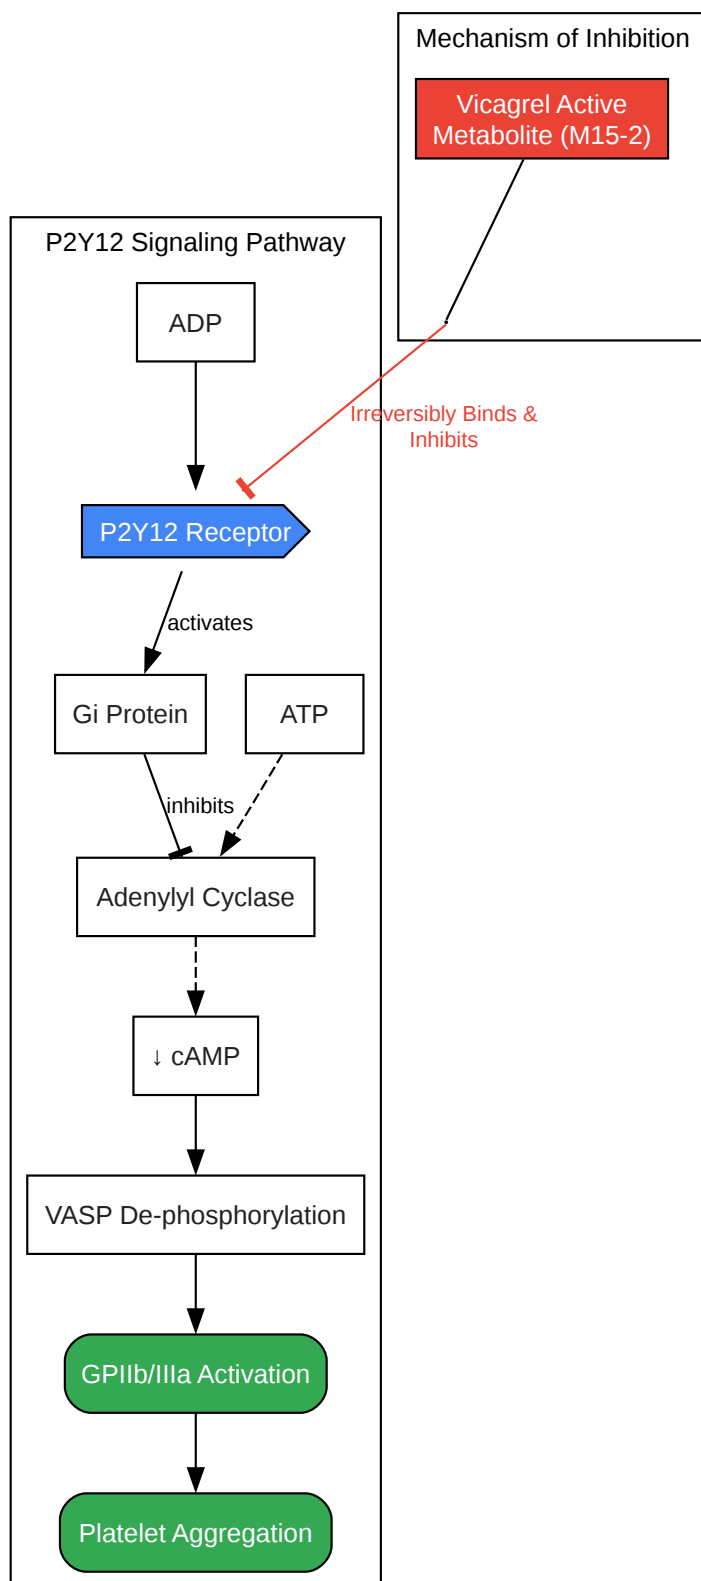 Mechanism of Inhibition
Vicagrel Active
Metabolite (M15-2)
P2Y12 Signaling Pathway
ADP
Irreversibly Binds &
Inhibits
P2Y12 Receptor
activates
Gi Protein
ATP
inhibits
Adenylyl Cyclase
↓ cAMP
VASP De-phosphorylation
GPIIb/IIIa Activation
Platelet Aggregation